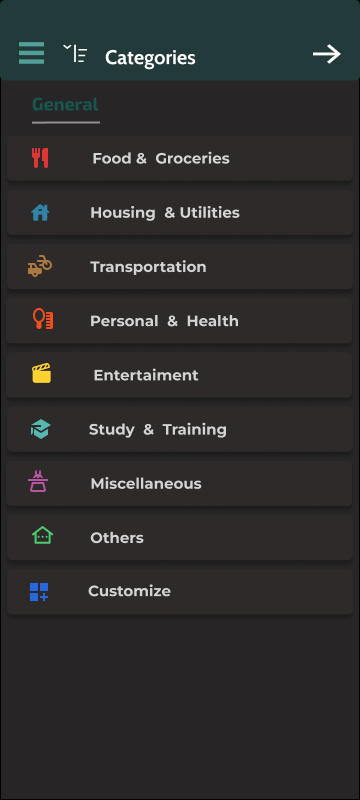 Categories
General
Food & Groceries
Housing & Utilities
Transportation
Personal & Health
Entertaiment
Study & Training
Miscellaneous
Others
Customize